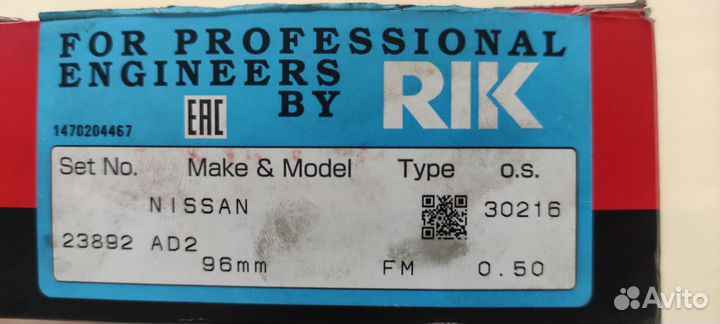 FOR PROFESSIONAL
ENGINEERS
BY RIK
1470204467 EAC
Set No. Make & Model Type o.s.
NISSAN 30216
23892 AD2
96mm FM 0.50
Avito